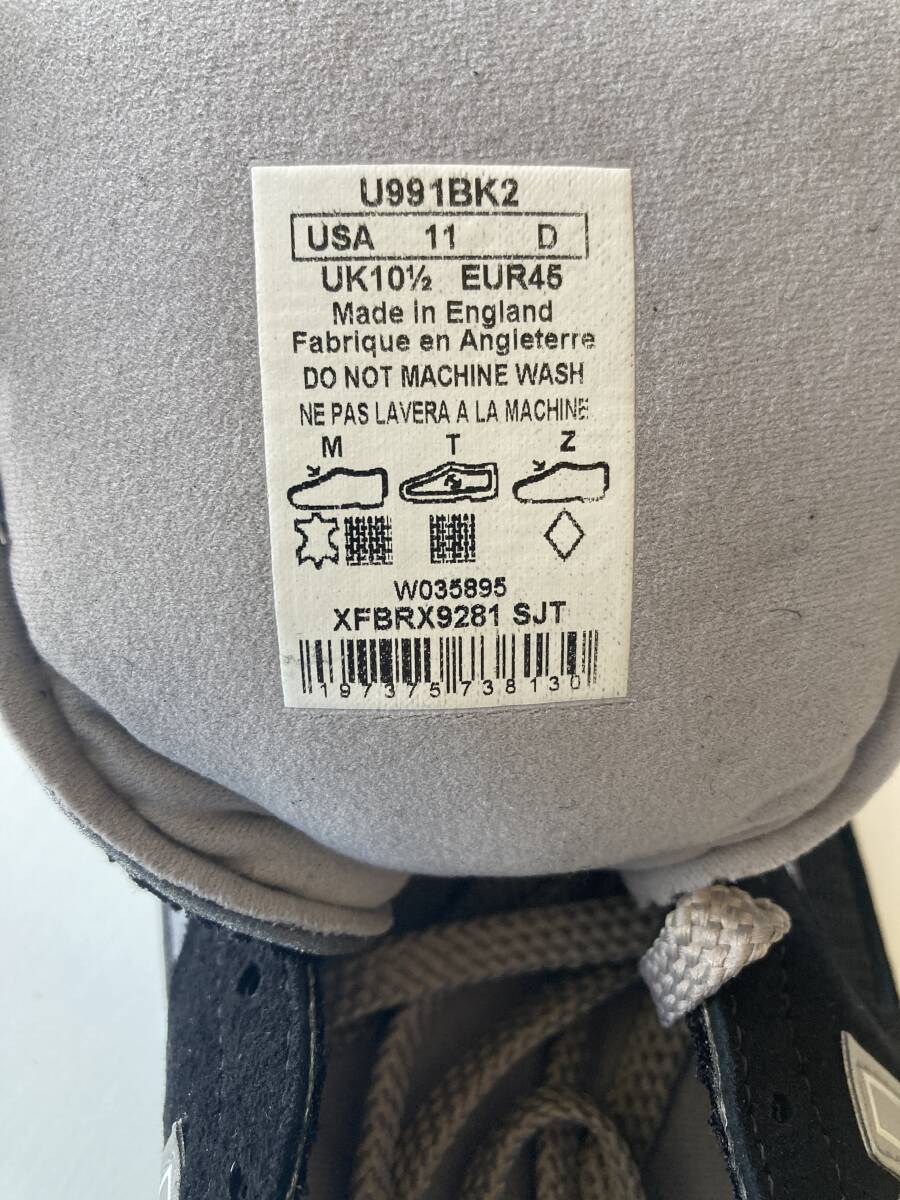 U991BK2
USA 11 D
UK10½ EUR45
Made in England
Fabrique en Angleterre
DO NOT MACHINE WASH
NE PAS LAVERA A LA MACHINE
M T Z
W035895
XFBRX9281 SJT
197375738130